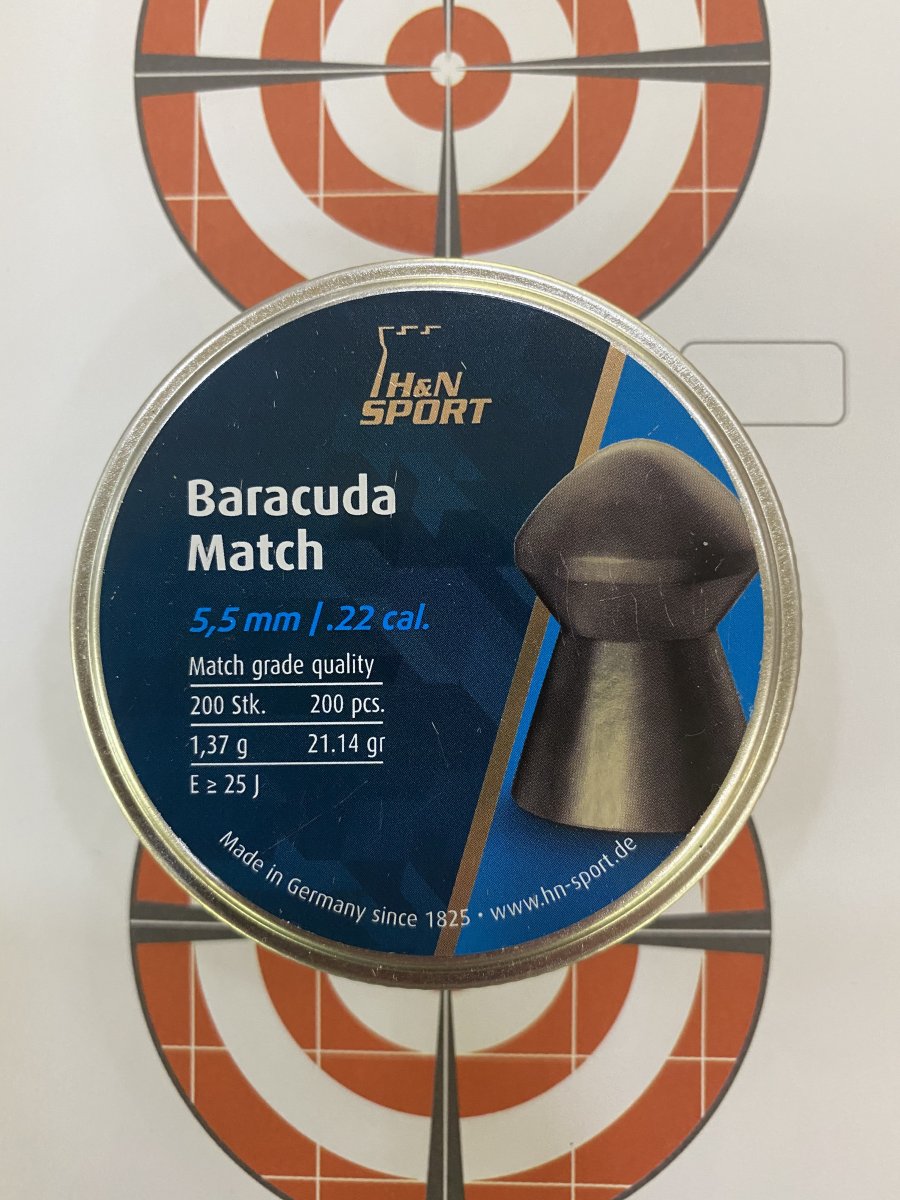 H&N
SPORT
Baracuda
Match
5,5 mm / .22 cal.
Match grade quality
200 Stk. 200 pcs.
1,37 g 21.14 gr
E ≥ 25 J
Made in Germany since 1825 · www.hn-sport.de